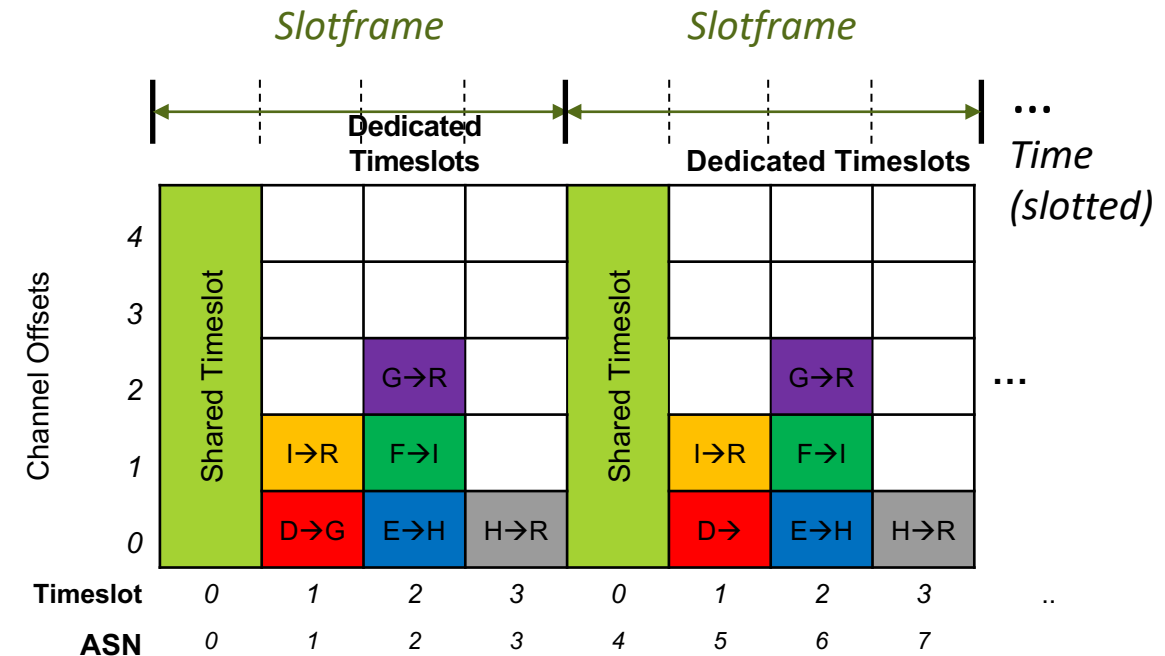 Slotframe Slotframe
...
Dedicated
Timeslots
Dedicated Timeslots
Time
(slotted)
Channel Offsets
4
3
2
1
0
Shared Timeslot
G→R
I→R F→I
D→G E→H H→R
Shared Timeslot
G→R
I→R F→I
D→ E→H H→R
...
Timeslot 0 1 2 3 0 1 2 3 ..
ASN 0 1 2 3 4 5 6 7